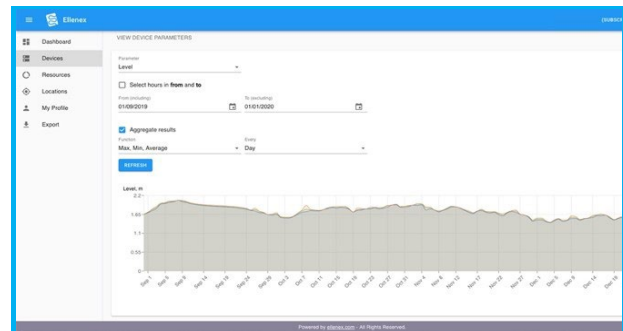 Ellenex
(SUBSCR
Dashboard
Devices
Resources
Locations
My Profile
Export
VIEW DEVICE PARAMETERS
Parameter
Level
Select hours in from and to
From (including)
01/09/2019
To (excluding)
01/01/2020
Aggregate results
Function
Max, Min, Average
Every
Day
REFRESH
Level, m
2.2
1.65
1.1
0.55
0
Sep 1
Sep 5
Sep 9
Sep 14
Sep 19
Sep 24
Sep 29
Oct 3
Oct 7
Oct 11
Oct 15
Oct 19
Oct 23
Oct 27
Oct 31
Nov 4
Nov 8
Nov 12
Nov 17
Nov 22
Nov 27
Dec 1
Dec 5
Dec 9
Dec 14
Dec 19
Powered by ellenex.com - All Rights Reserved.